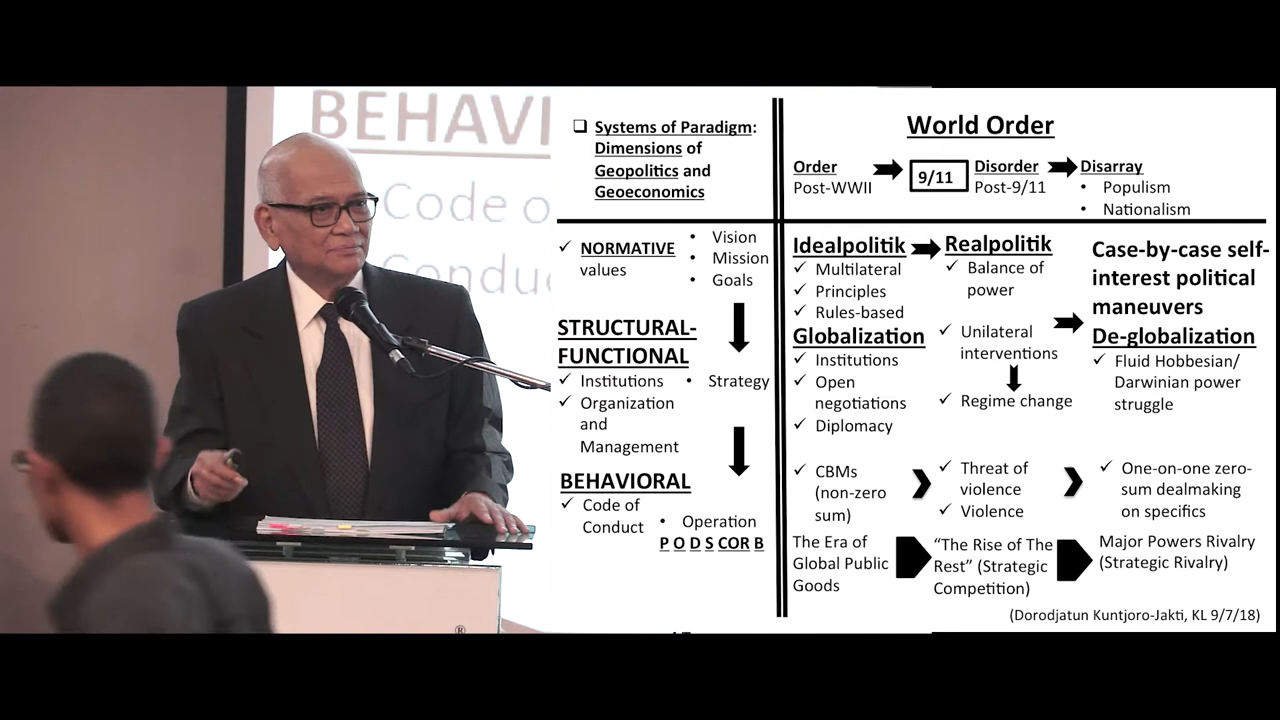 BEHAVI
Code o
Conduc
❑ Systems of Paradigm:
Dimensions of
Geopolitics and
Geoeconomics
World Order
Order
Post-WWII
9/11
Disorder
Post-9/11
Disarray
• Populism
• Nationalism
✓ NORMATIVE
values
• Vision
• Mission
• Goals
STRUCTURAL-
FUNCTIONAL
✓ Institutions
• Strategy
✓ Organization
and
Management
BEHAVIORAL
✓ Code of
Conduct
• Operation
P O D S COR B
Idealpolitik
✓ Multilateral
✓ Principles
✓ Rules-based
Globalization
✓ Institutions
✓ Open
negotiations
✓ Diplomacy
✓ CBMs
(non-zero
sum)
The Era of
Global Public
Goods
Realpolitik
✓ Balance of
power
✓ Unilateral
interventions
✓ Regime change
✓ Threat of
violence
✓ Violence
“The Rise of The
Rest” (Strategic
Competition)
Case-by-case self-
interest political
maneuvers
De-globalization
✓ Fluid Hobbesian/
Darwinian power
struggle
✓ One-on-one zero-
sum dealmaking
on specifics
Major Powers Rivalry
(Strategic Rivalry)
(Dorodjatun Kuntjoro-Jakti, KL 9/7/18)
®